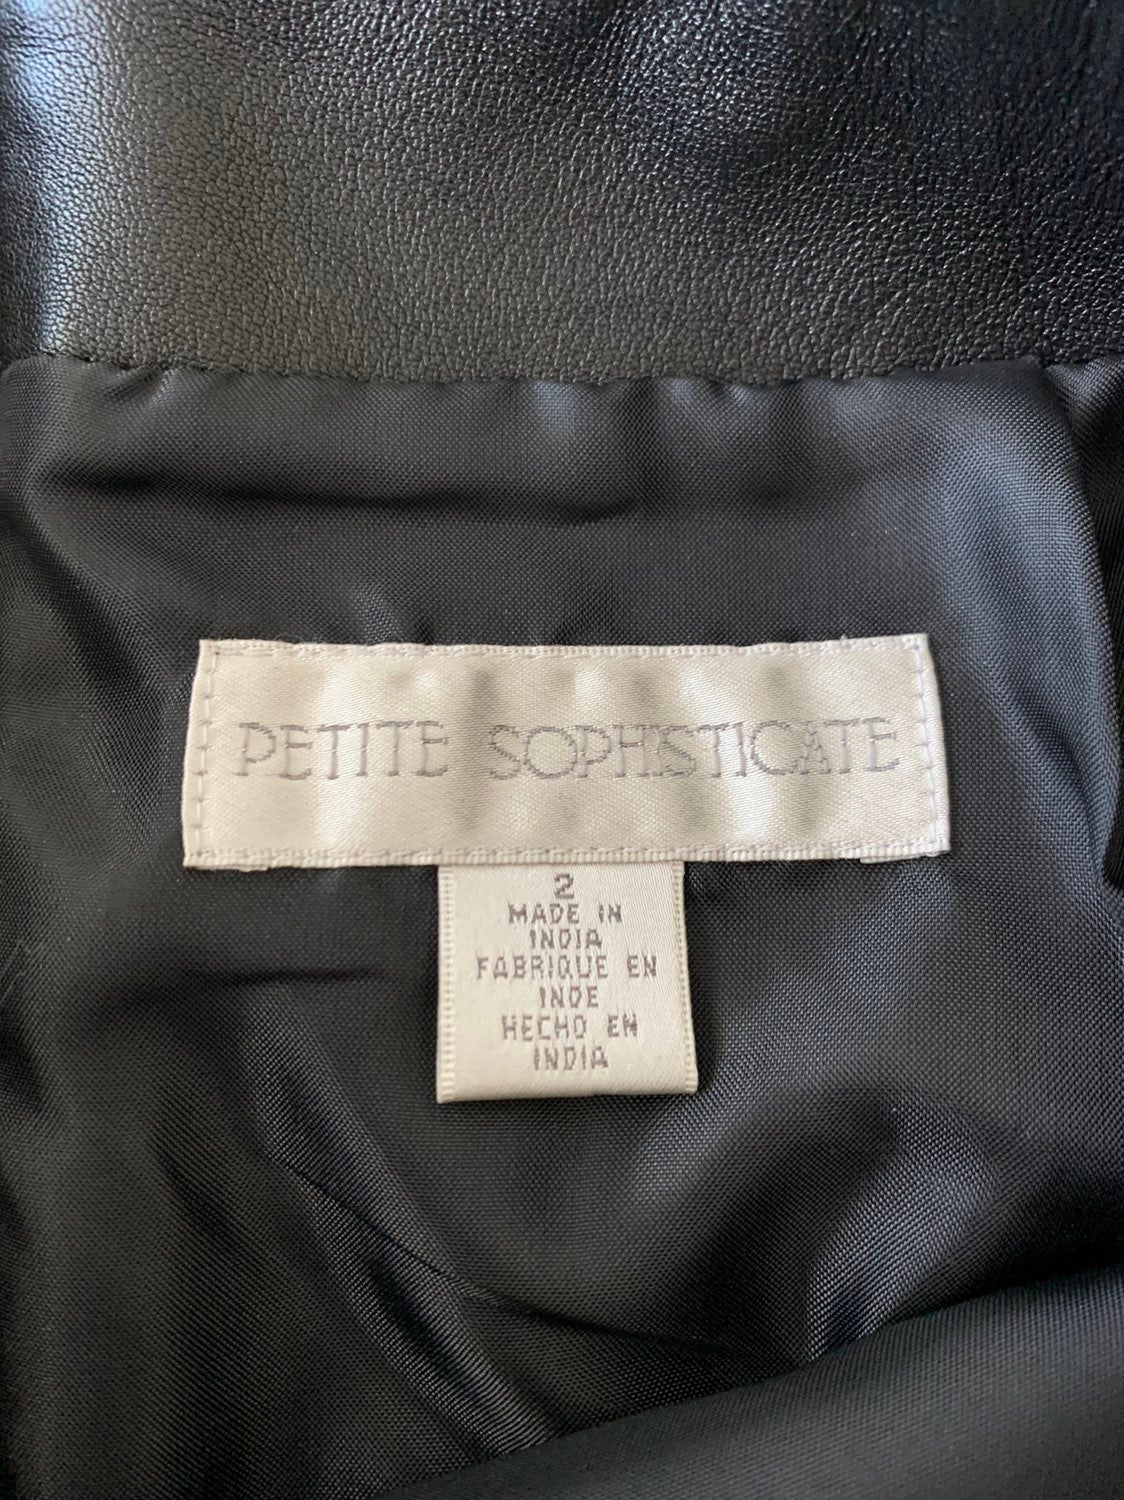 PETITE SOPHISTICATE
2
MADE IN
INDIA
FABRIQUE EN
INDE
HECHO EN
INDIA